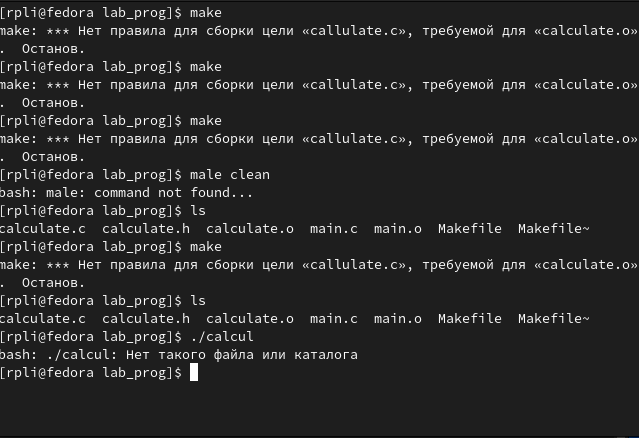 [rpli@fedora lab_prog]$ make
make: *** Нет правила для сборки цели «callulate.c», требуемой для «calculate.o»
.  Останов.
[rpli@fedora lab_prog]$ make
make: *** Нет правила для сборки цели «callulate.c», требуемой для «calculate.o»
.  Останов.
[rpli@fedora lab_prog]$ make
make: *** Нет правила для сборки цели «callulate.c», требуемой для «calculate.o»
.  Останов.
[rpli@fedora lab_prog]$ male clean
bash: male: command not found...
[rpli@fedora lab_prog]$ ls
calculate.c  calculate.h  calculate.o  main.c  main.o  Makefile  Makefile~
[rpli@fedora lab_prog]$ make
make: *** Нет правила для сборки цели «callulate.c», требуемой для «calculate.o»
.  Останов.
[rpli@fedora lab_prog]$ ls
calculate.c  calculate.h  calculate.o  main.c  main.o  Makefile  Makefile~
[rpli@fedora lab_prog]$ ./calcul
bash: ./calcul: Нет такого файла или каталога
[rpli@fedora lab_prog]$